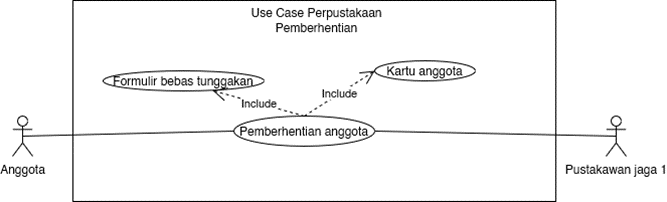 Use Case Perpustakaan
Pemberhentian
Formulir bebas tunggakan
Kartu anggota
Include
Include
Pemberhentian anggota
Anggota
Pustakawan jaga 1